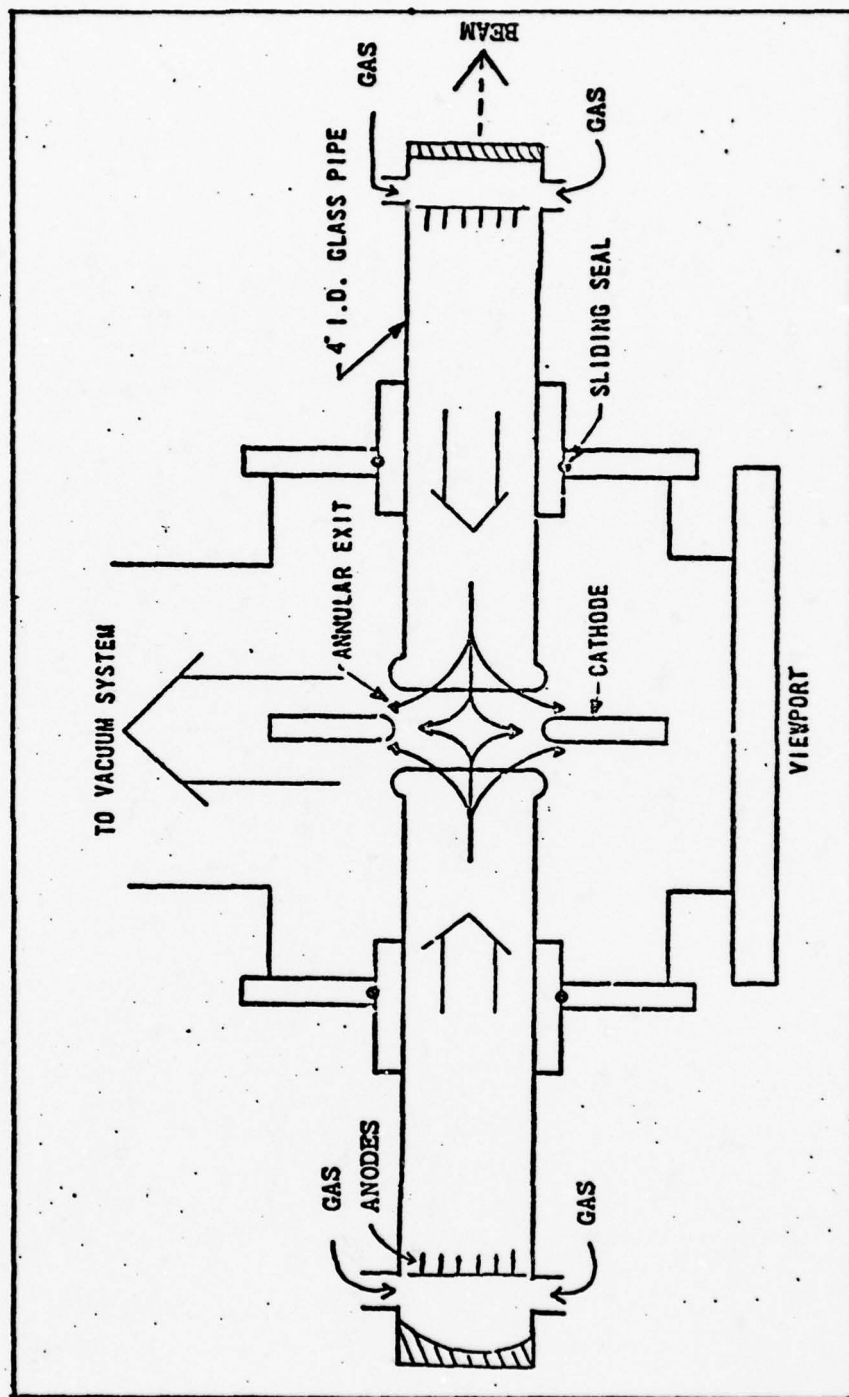 BEAM
GAS
GAS
4" I.D. GLASS PIPE
SLIDING SEAL
ANNULAR EXIT
TO VACUUM SYSTEM
CATHODE
VIEWPORT
GAS
ANODES
GAS